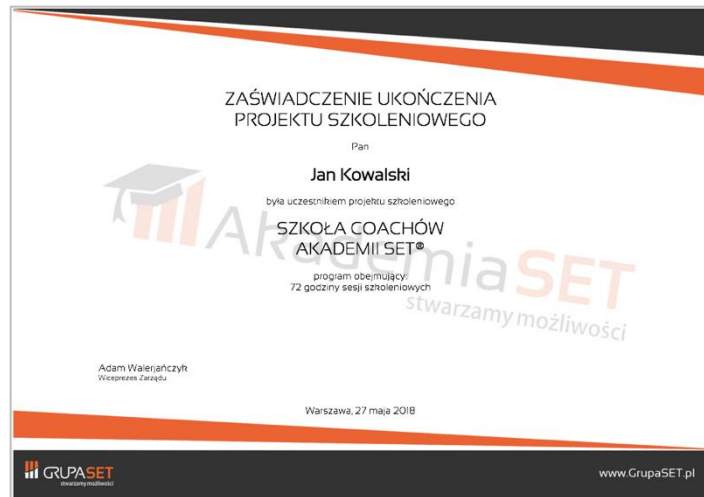 ZAŚWIADCZENIE UKOŃCZENIA
PROJEKTU SZKOLENIOWEGO
Pan
Jan Kowalski
była uczestnikiem projektu szkoleniowego
SZKOŁA COACHÓW
AKADEMII SET®
program obejmujący:
72 godziny sesji szkoleniowych
AkademiaSET
stwarzamy możliwości
Adam Walerjańczyk
Wiceprezes Zarządu
Warszawa, 27 maja 2018
GRUPASET
stwarzamy możliwości
www.GrupaSET.pl